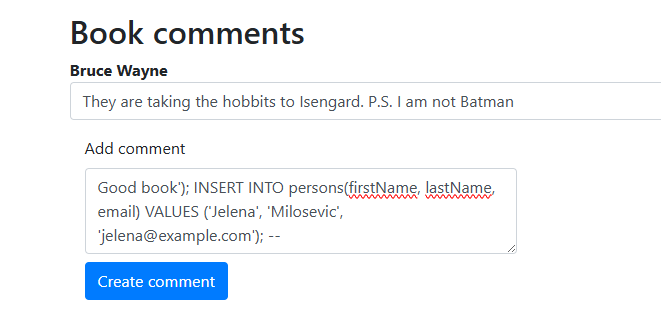 Book comments
Bruce Wayne
They are taking the hobbits to Isengard. P.S. I am not Batman
Add comment
Good book'); INSERT INTO persons(firstName, lastName,
email) VALUES ('Jelena', 'Milosevic',
'jelena@example.com'); --
Create comment